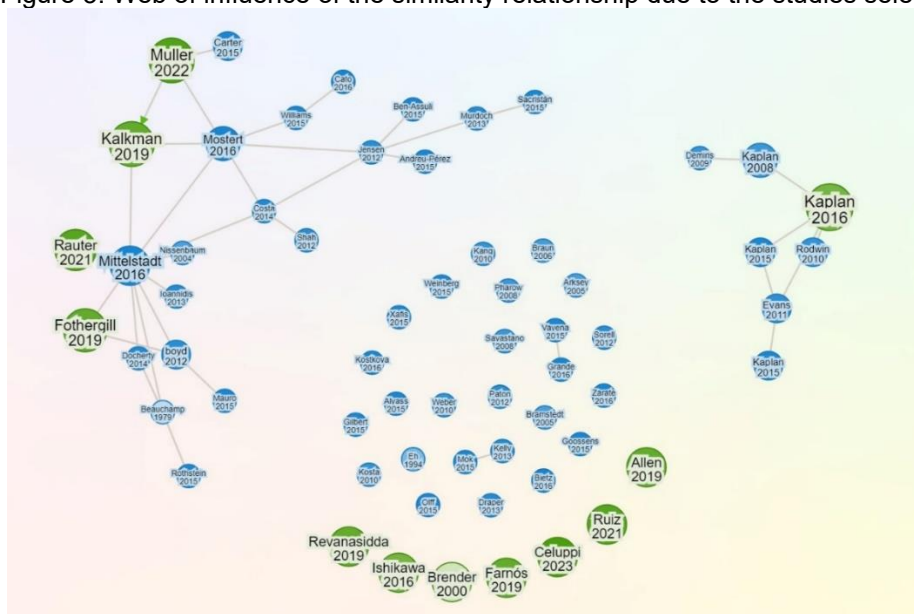 Figure 3. Web of influence of the similarity relationship due to the studies sele
Muller
2022
Carter
2015
Kalkman
2019
Mostert
2016
Williams
2015
Calo
2016
Ben-Assuli
2015
Jensen
2012
Andreu-Pérez
2015
Murdoch
2013
Sacristán
2015
Costa
2014
Shah
2012
Rauter
2021
Mittelstadt
2016
Nissenbaum
2004
Ioannidis
2013
Fothergill
2019
Docherty
2014
boyd
2012
Mauro
2015
Beauchamp
1979
Rothstein
2015
Demiris
2009
Kaplan
2008
Kaplan
2016
Kaplan
2015
Rodwin
2010
Evans
2011
Kaplan
2015
Kang
2010
Braun
2006
Weinberg
2015
Pharow
2008
Arksey
2005
Xafis
2015
Savastano
2008
Vayena
2015
Sorell
2012
Kostkova
2016
Grande
2016
Alvass
2015
Weber
2010
Paton
2012
Zarate
2016
Gilbert
2015
Bramstedt
2005
Goossens
2015
Kosta
2010
Eh
1994
Mok
2015
Kelly
2013
Bietz
2016
2015
Draper
2013
Allen
2019
Ruiz
2021
Revanasidda
2019
Ishikawa
2016
Brender
2000
Farnós
2019
Celuppi
2023